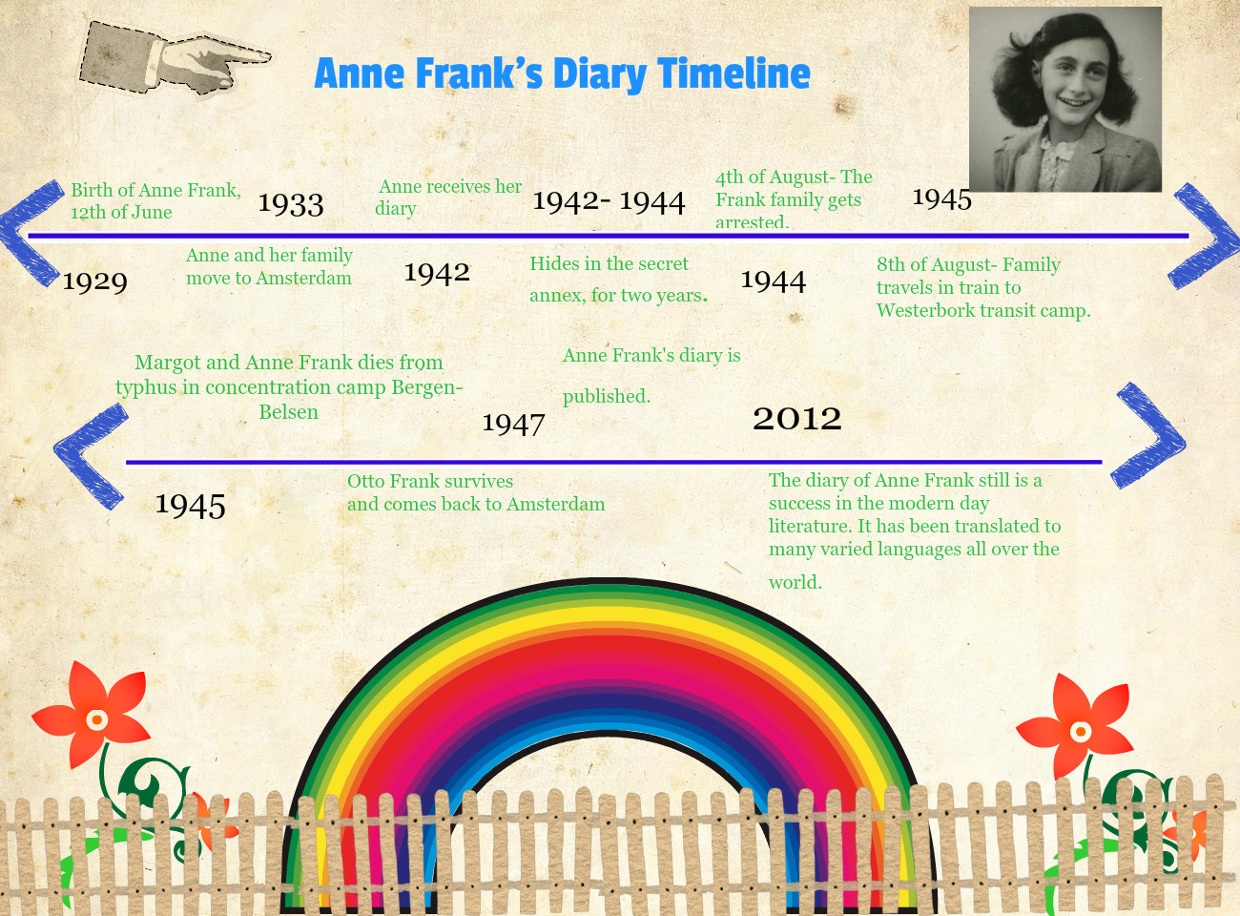 Anne Frank's Diary Timeline
Birth of Anne Frank,
12th of June
1933
Anne receives her
diary
1942- 1944
4th of August- The
Frank family gets
arrested.
1945
1929
Anne and her family
move to Amsterdam
1942
Hides in the secret
annex, for two years.
1944
8th of August- Family
travels in train to
Westerbork transit camp.
Margot and Anne Frank dies from
typhus in concentration camp Bergen-
Belsen
1947
Anne Frank's diary is
published.
2012
1945
Otto Frank survives
and comes back to Amsterdam
The diary of Anne Frank still is a
success in the modern day
literature. It has been translated to
many varied languages all over the
world.